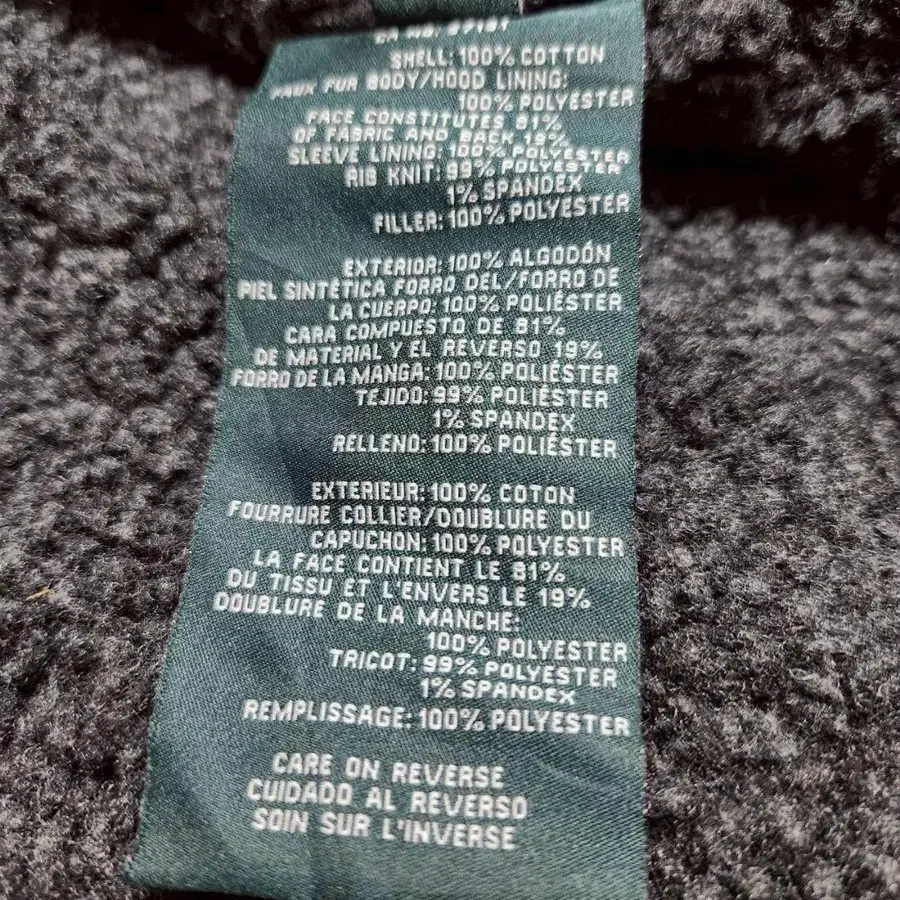 SHELL: 100% COTTON
FAUX FUR BODY/HOOD LINING:
100% POLYESTER
FACE CONSTITUTES 81%
OF FABRIC AND BACK 19%
SLEEVE LINING: 100% POLYESTER
RIB KNIT: 99% POLYESTER
1% SPANDEX
FILLER: 100% POLYESTER
EXTERIOR: 100% ALGODÓN
PIEL SINTÉTICA FORRO DEL/FORRO DE
LA CUERPO: 100% POLIÉSTER
CARA COMPUESTO DE 81%
DE MATERIAL Y EL REVERSO 19%
FORRO DE LA MANGA: 100% POLIÉSTER
TEJIDO: 99% POLIÉSTER
1% SPANDEX
RELLENO: 100% POLIÉSTER
EXTERIEUR: 100% COTON
FOURRURE COLLIER/DOUBLURE DU
CAPUCHON: 100% POLYESTER
LA FACE CONTIENT LE 81%
DU TISSU ET L'ENVERS LE 19%
DOUBLURE DE LA MANCHE:
100% POLYESTER
TRICOT: 99% POLYESTER
1% SPANDEX
REMPLISSAGE: 100% POLYESTER
CARE ON REVERSE
CUIDADO AL REVERSO
SOIN SUR L'INVERSE